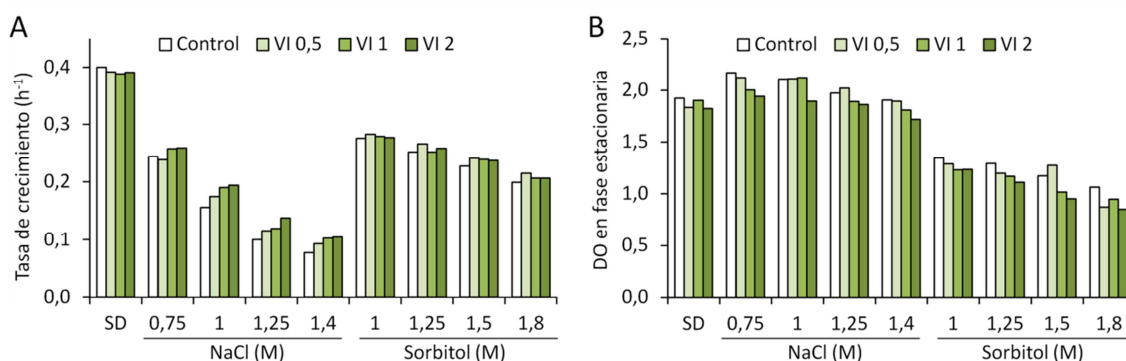 A
Control VI 0,5 VI 1 VI 2
Tasa de crecimiento (h⁻¹)
0,4
0,3
0,2
0,1
0,0
SD 0,75 1 1,25 1,4 1 1,25 1,5 1,8
NaCl (M) Sorbitol (M)
B
Control VI 0,5 VI 1 VI 2
DO en fase estacionaria
2,5
2,0
1,5
1,0
0,5
0,0
SD 0,75 1 1,25 1,4 1 1,25 1,5 1,8
NaCl (M) Sorbitol (M)